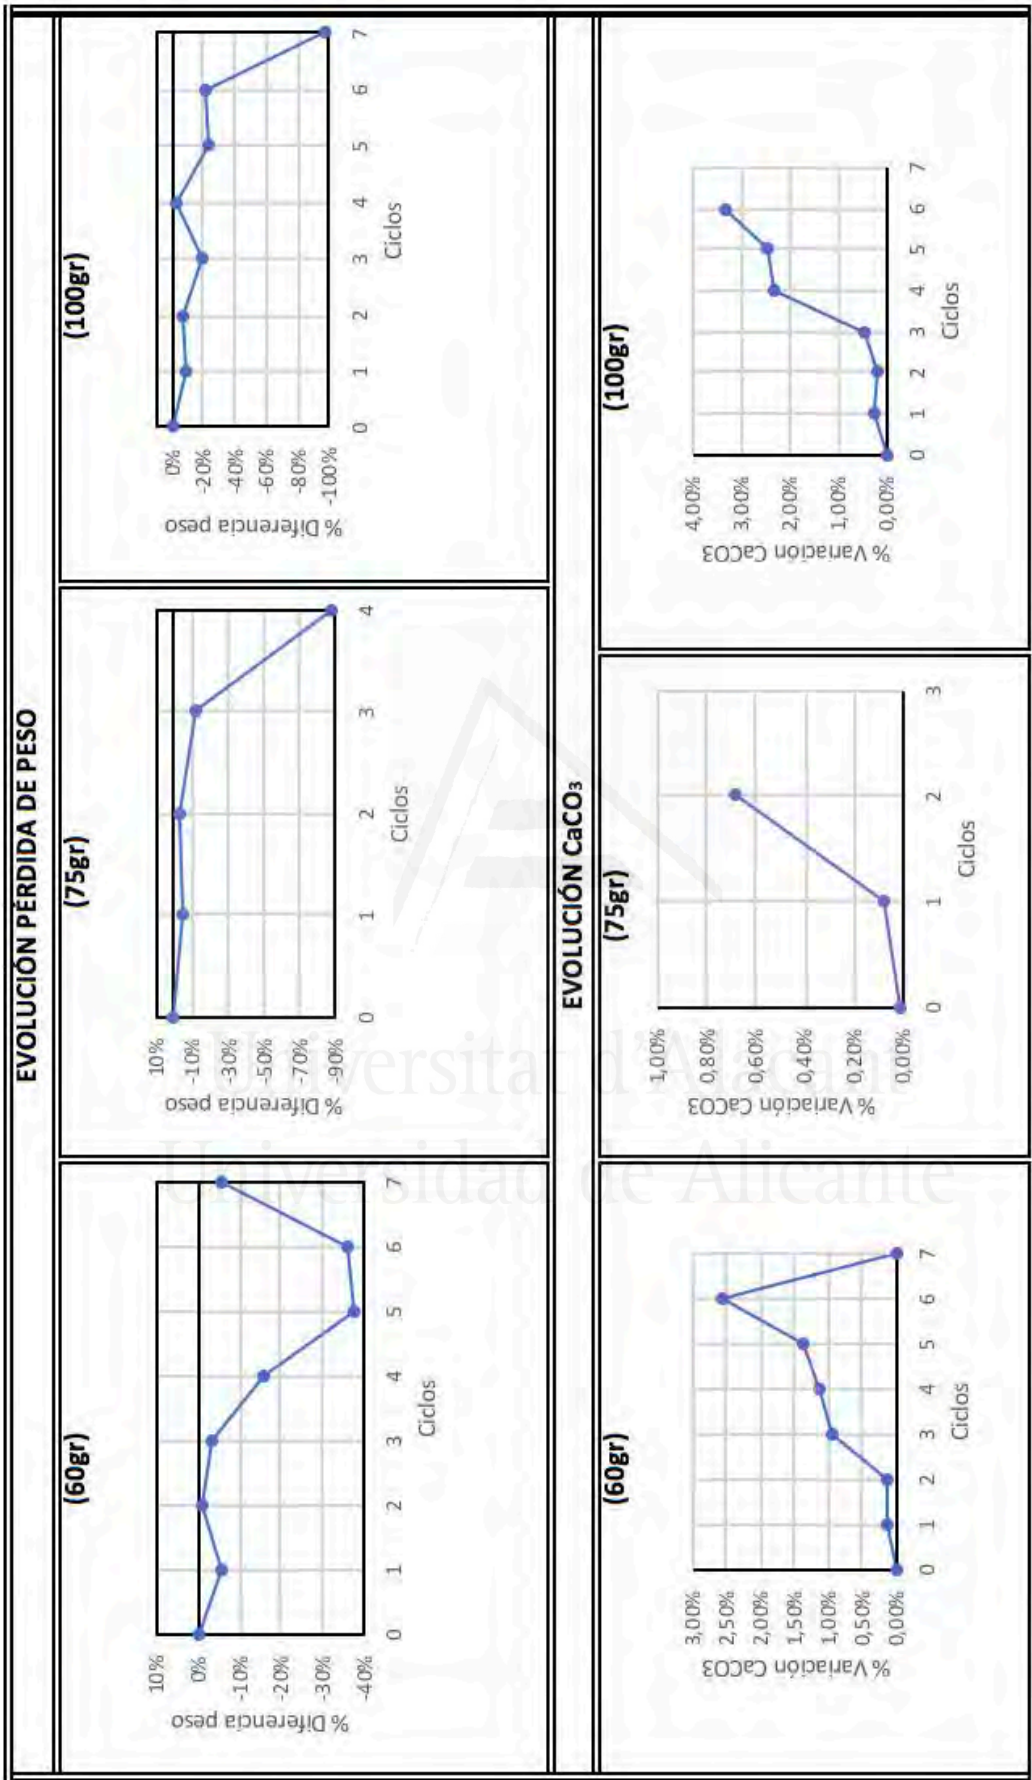 EVOLUCIÓN PÉRDIDA DE PESO
(60gr)
10%
0%
-10%
-20%
-30%
-40%
% Diferencia peso
0 1 2 3 4 5 6 7
Ciclos
(75gr)
10%
-10%
-30%
-50%
-70%
-90%
% Diferencia peso
0 1 2 3 4
Ciclos
(100gr)
0%
-20%
-40%
-60%
-80%
-100%
% Diferencia peso
0 1 2 3 4 5 6 7
Ciclos
EVOLUCIÓN CaCO₃
(60gr)
3,00%
2,50%
2,00%
1,50%
1,00%
0,50%
0,00%
% Variación CaCO3
0 1 2 3 4 5 6 7
Ciclos
(75gr)
1,00%
0,80%
0,60%
0,40%
0,20%
0,00%
% Variación CaCO3
0 1 2 3
Ciclos
(100gr)
4,00%
3,00%
2,00%
1,00%
0,00%
% Variación CaCO3
0 1 2 3 4 5 6 7
Ciclos
Universitat d'Alacant
Universidad de Alicante